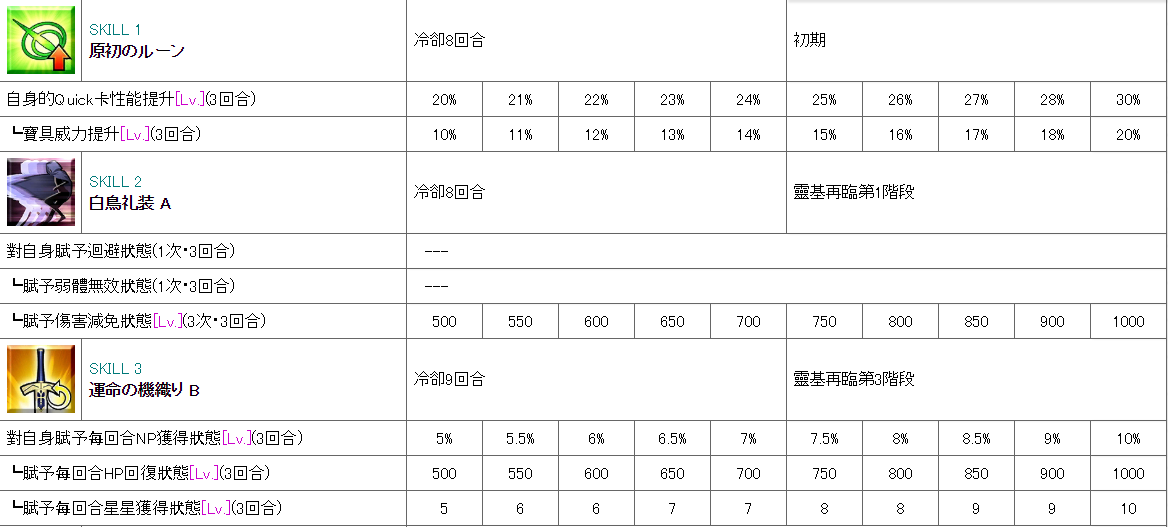 SKILL 1
原初のルーン
冷卻8回合
初期
自身的Quick卡性能提升[Lv.](3回合)
20% 21% 22% 23% 24% 25% 26% 27% 28% 30%
┗寶具威力提升[Lv.](3回合)
10% 11% 12% 13% 14% 15% 16% 17% 18% 20%
SKILL 2
白鳥礼装 A
冷卻8回合
靈基再臨第1階段
對自身賦予迴避狀態(1次･3回合)
---
┗賦予弱體無效狀態(1次･3回合)
---
┗賦予傷害減免狀態[Lv.](3次･3回合)
500 550 600 650 700 750 800 850 900 1000
SKILL 3
運命の機織り B
冷卻9回合
靈基再臨第3階段
對自身賦予每回合NP獲得狀態[Lv.](3回合)
5% 5.5% 6% 6.5% 7% 7.5% 8% 8.5% 9% 10%
┗賦予每回合HP回復狀態[Lv.](3回合)
500 550 600 650 700 750 800 850 900 1000
┗賦予每回合星星獲得狀態[Lv.](3回合)
5 6 6 7 7 8 8 9 9 10